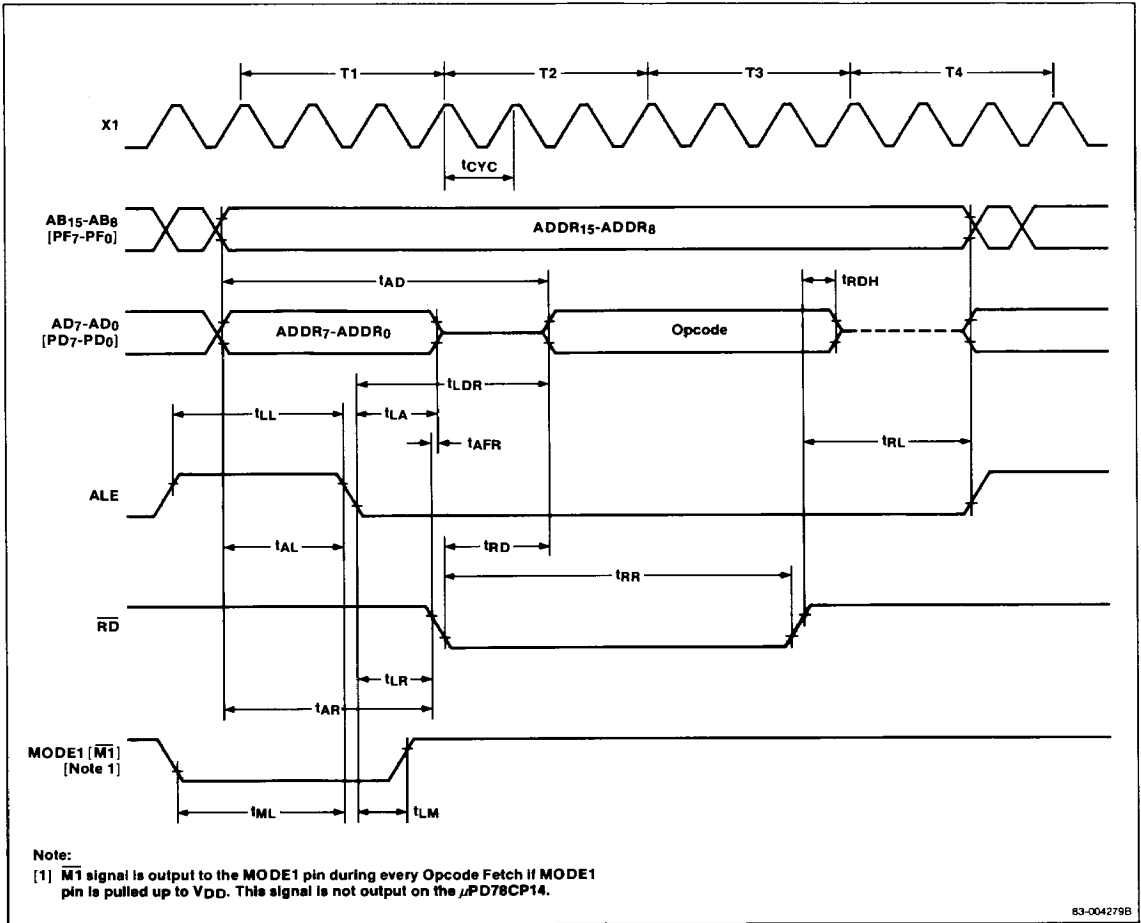 T1 T2 T3 T4
X1
tCYC
AB15-AB8
[PF7-PF0]
ADDR15-ADDR8
tAD
tRDH
AD7-AD0
[PD7-PD0]
ADDR7-ADDR0
Opcode
tLDR
tLL
tLA
tAFR
tRL
ALE
tAL
tRD
tRR
RD
tLR
tAR
MODE1 [M1]
[Note 1]
tML
tLM
Note:
[1] M1 signal is output to the MODE1 pin during every Opcode Fetch if MODE1
pin is pulled up to VDD. This signal is not output on the μPD78CP14.
83-004279B